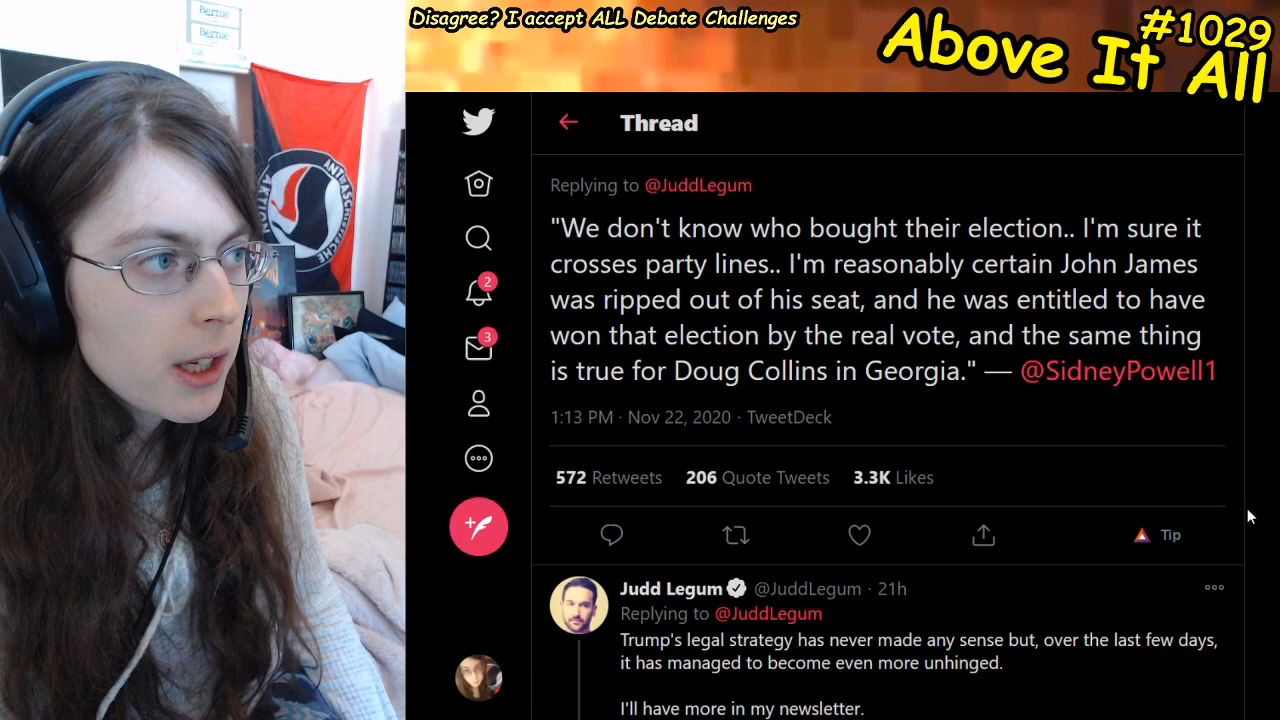 Bernie
Bernie
Disagree? I accept ALL Debate Challenges
#1029
Above It All
ANTIFASCHISTISCHE
AKTION
Thread
Replying to @JuddLegum
"We don't know who bought their election.. I'm sure it
crosses party lines.. I'm reasonably certain John James
was ripped out of his seat, and he was entitled to have
won that election by the real vote, and the same thing
is true for Doug Collins in Georgia." — @SidneyPowell1
1:13 PM · Nov 22, 2020 · TweetDeck
572 Retweets 206 Quote Tweets 3.3K Likes
Tip
2
3
Judd Legum @JuddLegum · 21h
Replying to @JuddLegum
Trump's legal strategy has never made any sense but, over the last few days,
it has managed to become even more unhinged.
I'll have more in my newsletter.